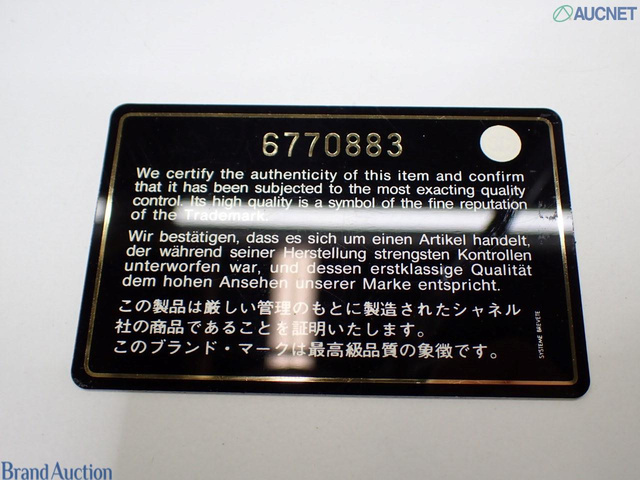 AUCNET
6770883
We certify the authenticity of this item and confirm
that it has been subjected to the most exacting quality
control. Its high quality is a symbol of the fine reputation
of the Trademark.
Wir bestätigen, dass es sich um einen Artikel handelt,
der während seiner Herstellung strengsten Kontrollen
unterworfen war, und dessen erstklassige Qualität
dem hohen Ansehen unserer Marke entspricht.
この製品は厳しい管理のもとに製造されたシャネル
社の商品であることを証明いたします。
このブランド・マークは最高級品質の象徴です。
SYSTEME BREVETE
Brand Auction